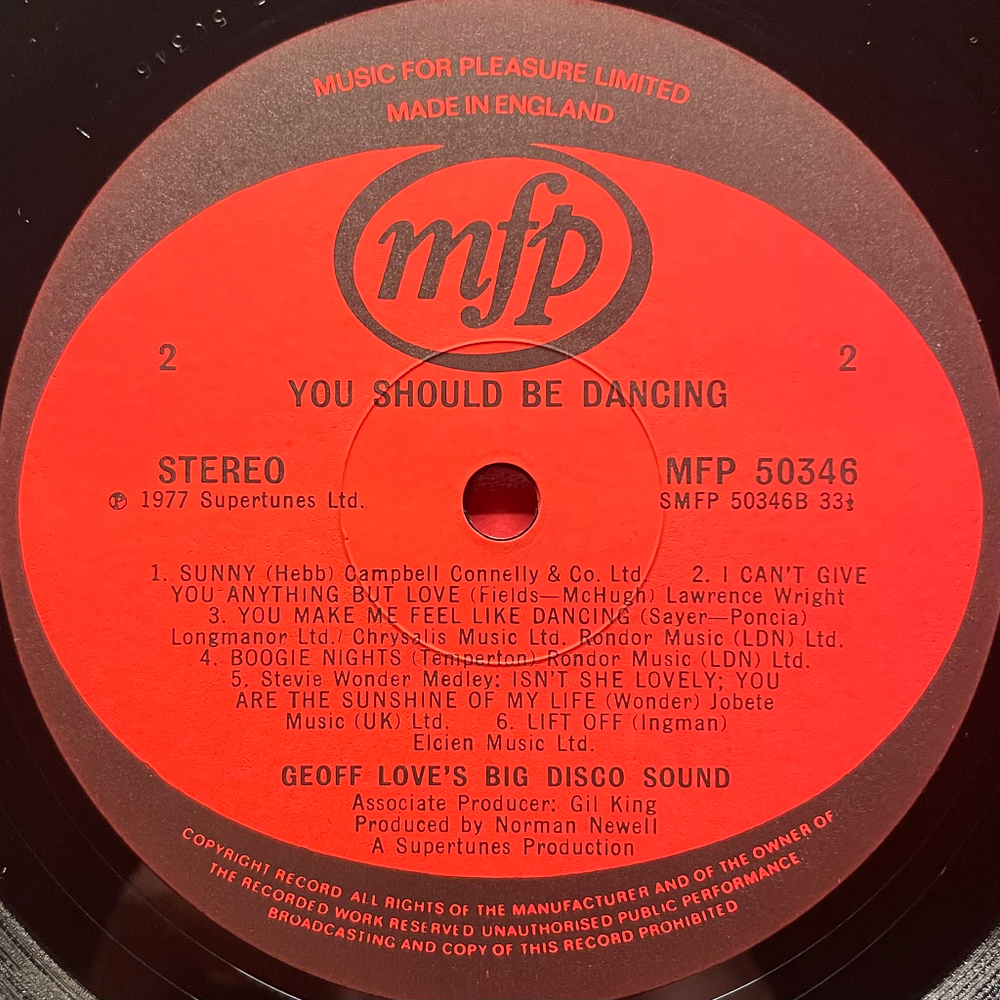 MUSIC FOR PLEASURE LIMITED
MADE IN ENGLAND
mfp
2 2
YOU SHOULD BE DANCING
STEREO MFP 50346
℗ 1977 Supertunes Ltd. SMFP 50346B 33⅓
1. SUNNY (Hebb) Campbell Connelly & Co. Ltd. 2. I CAN'T GIVE
YOU ANYTHING BUT LOVE (Fields—McHugh) Lawrence Wright
3. YOU MAKE ME FEEL LIKE DANCING (Sayer—Poncia)
Longmanor Ltd./ Chrysalis Music Ltd. Rondor Music (LDN) Ltd.
4. BOOGIE NIGHTS (Temperton) Rondor Music (LDN) Ltd.
5. Stevie Wonder Medley: ISN'T SHE LOVELY; YOU
ARE THE SUNSHINE OF MY LIFE (Wonder) Jobete
Music (UK) Ltd. 6. LIFT OFF (Ingman)
Elcien Music Ltd.
GEOFF LOVE'S BIG DISCO SOUND
Associate Producer: Gil King
Produced by Norman Newell
A Supertunes Production
COPYRIGHT RECORD ALL RIGHTS OF THE MANUFACTURER AND OF THE OWNER OF
THE RECORDED WORK RESERVED UNAUTHORISED PUBLIC PERFORMANCE.
BROADCASTING AND COPY OF THIS RECORD PROHIBITED